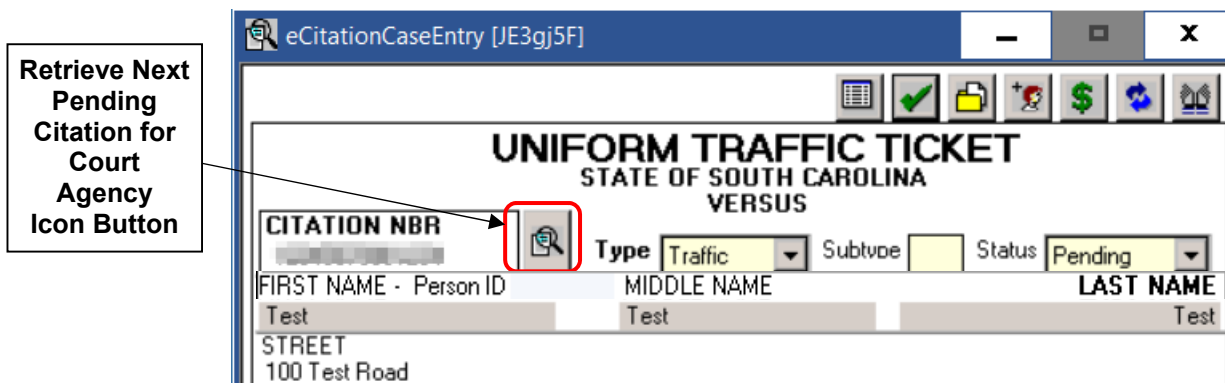 eCitationCaseEntry [JE3gj5F]
Retrieve Next
Pending
Citation for
Court
Agency
Icon Button
UNIFORM TRAFFIC TICKET
STATE OF SOUTH CAROLINA
VERSUS
CITATION NBR
Type Traffic Subtype Status Pending
FIRST NAME - Person ID MIDDLE NAME LAST NAME
Test Test Test
STREET
100 Test Road